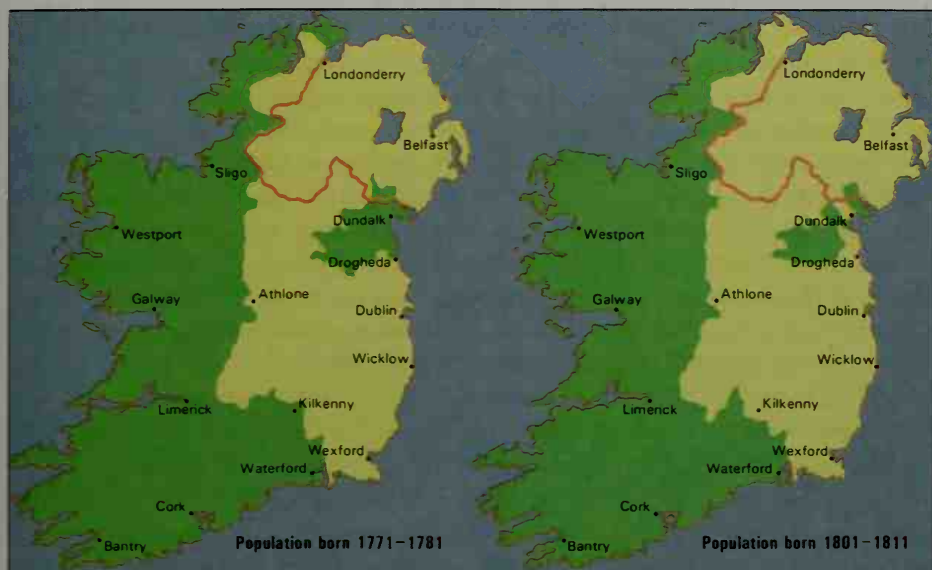 Londonderry
Belfast
Sligo
Dundalk
Westport
Drogheda
Athlone
Galway
Dublin
Wicklow
Limerick
Kilkenny
Wexford
Waterford
Cork
Bantry
Population born 1771–1781
Londonderry
Belfast
Sligo
Dundalk
Westport
Drogheda
Athlone
Galway
Dublin
Wicklow
Limerick
Kilkenny
Wexford
Waterford
Cork
Bantry
Population born 1801–1811